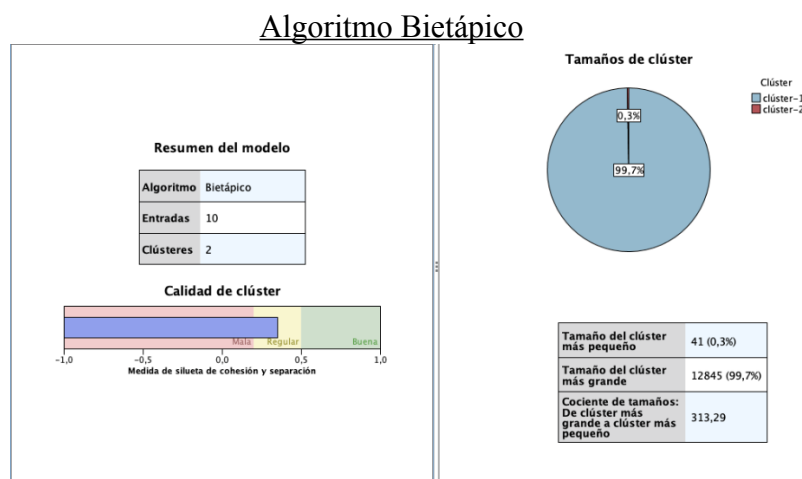 Algoritmo Bietápico
Resumen del modelo
Algoritmo Bietápico
Entradas 10
Clústeres 2
Calidad de clúster
Mala Regular Buena
-1,0 -0,5 0,0 0,5 1,0
Medida de silueta de cohesión y separación
Tamaños de clúster
0,3%
99,7%
Clúster
clúster-1
clúster-2
Tamaño del clúster
más pequeño
41 (0,3%)
Tamaño del clúster
más grande
12845 (99,7%)
Cociente de tamaños:
De clúster más
grande a clúster más
pequeño
313,29